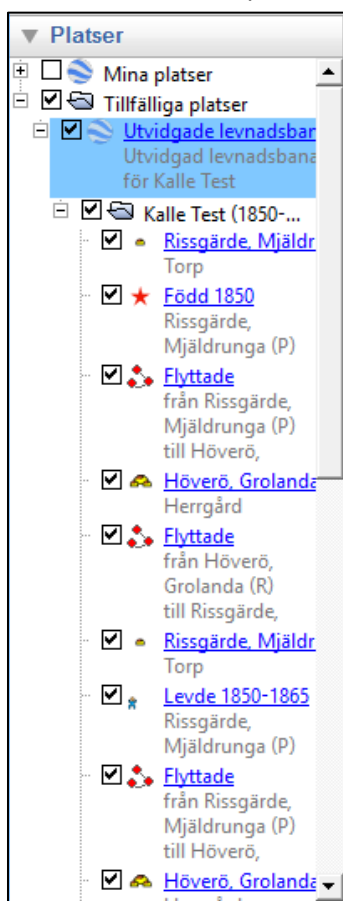 Platser
Mina platser
Tillfälliga platser
Utvidgade levnadsban
Utvidgad levnadsbana
för Kalle Test
Kalle Test (1850-...
Rissgärde, Mjäldr
Torp
Född 1850
Rissgärde,
Mjäldrunga (P)
Flyttade
från Rissgärde,
Mjäldrunga (P)
till Höverö,
Höverö, Grolanda
Herrgård
Flyttade
från Höverö,
Grolanda (R)
till Rissgärde,
Rissgärde, Mjäldr
Torp
Levde 1850-1865
Rissgärde,
Mjäldrunga (P)
Flyttade
från Rissgärde,
Mjäldrunga (P)
till Höverö,
Höverö, Grolanda